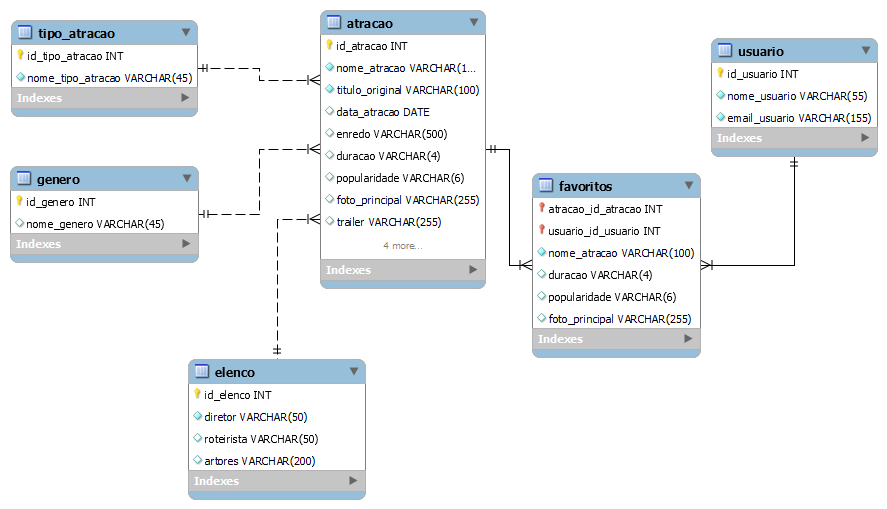 tipo_atracao
id_tipo_atracao INT
nome_tipo_atracao VARCHAR(45)
Indexes
genero
id_genero INT
nome_genero VARCHAR(45)
Indexes
atracao
id_atracao INT
nome_atracao VARCHAR(1...
titulo_original VARCHAR(100)
data_atracao DATE
enredo VARCHAR(500)
duracao VARCHAR(4)
popularidade VARCHAR(6)
foto_principal VARCHAR(255)
trailer VARCHAR(255)
4 more...
Indexes
elenco
id_elenco INT
diretor VARCHAR(50)
roteirista VARCHAR(50)
artores VARCHAR(200)
Indexes
favoritos
atracao_id_atracao INT
usuario_id_usuario INT
nome_atracao VARCHAR(100)
duracao VARCHAR(4)
popularidade VARCHAR(6)
foto_principal VARCHAR(255)
Indexes
usuario
id_usuario INT
nome_usuario VARCHAR(55)
email_usuario VARCHAR(155)
Indexes